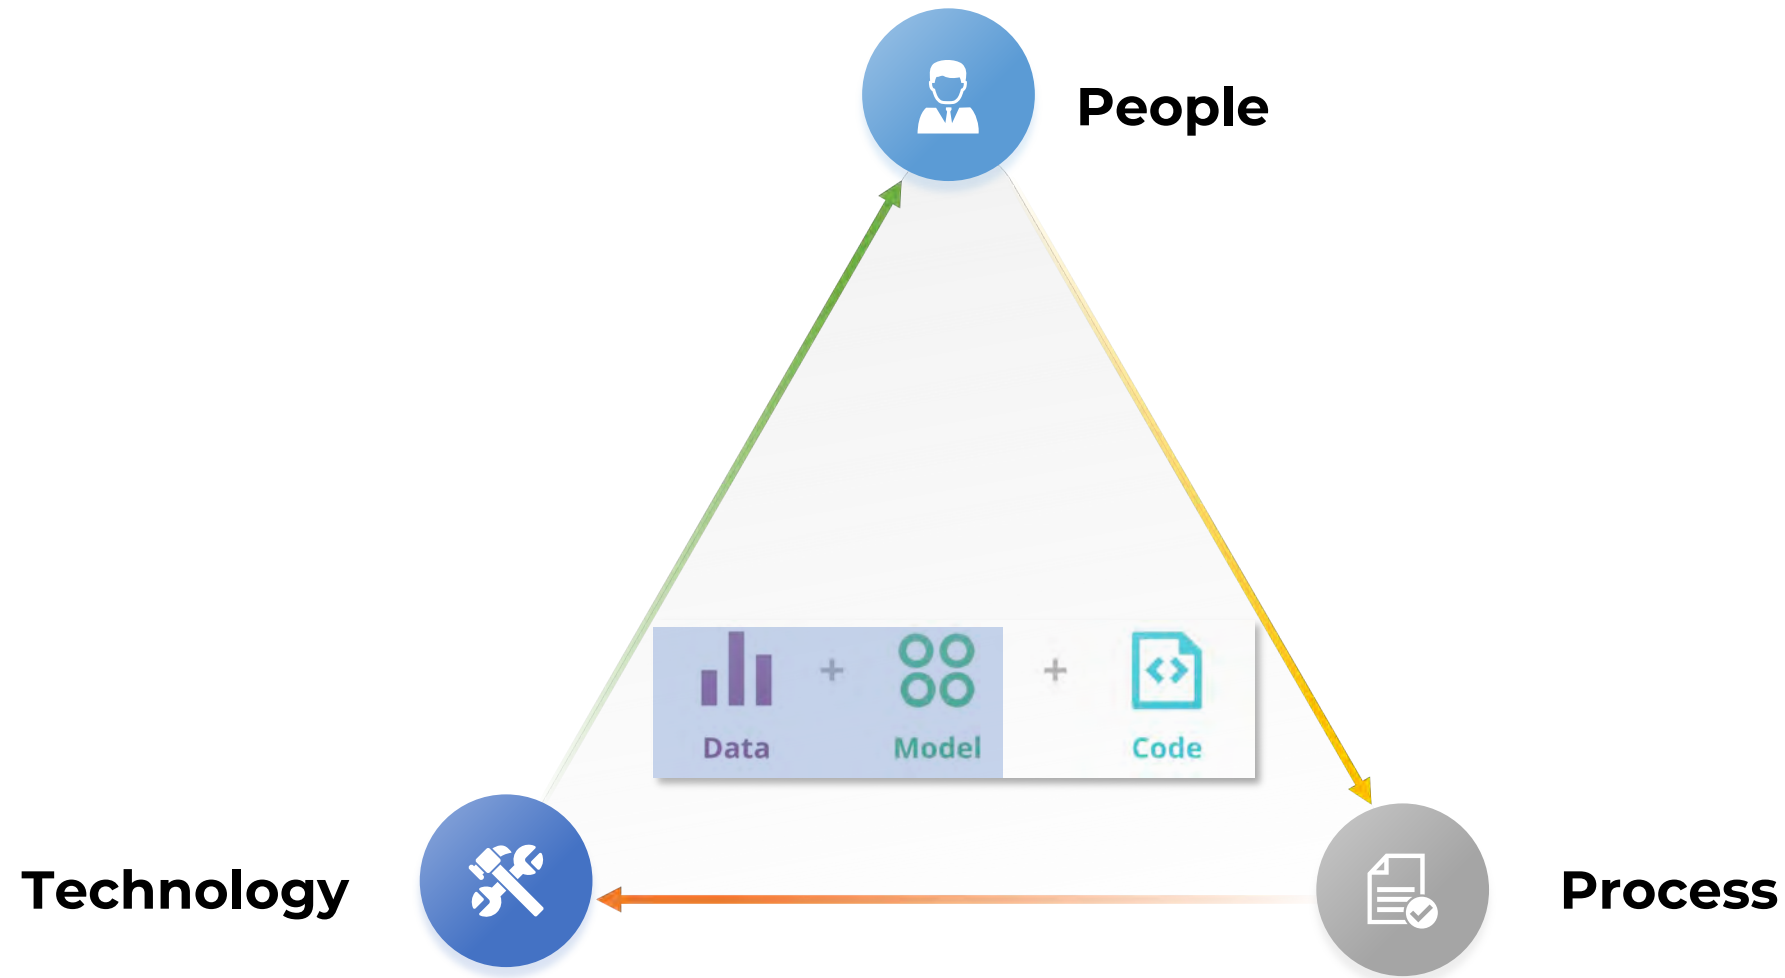 People
+
+
Data
Model
Code
Technology
Process